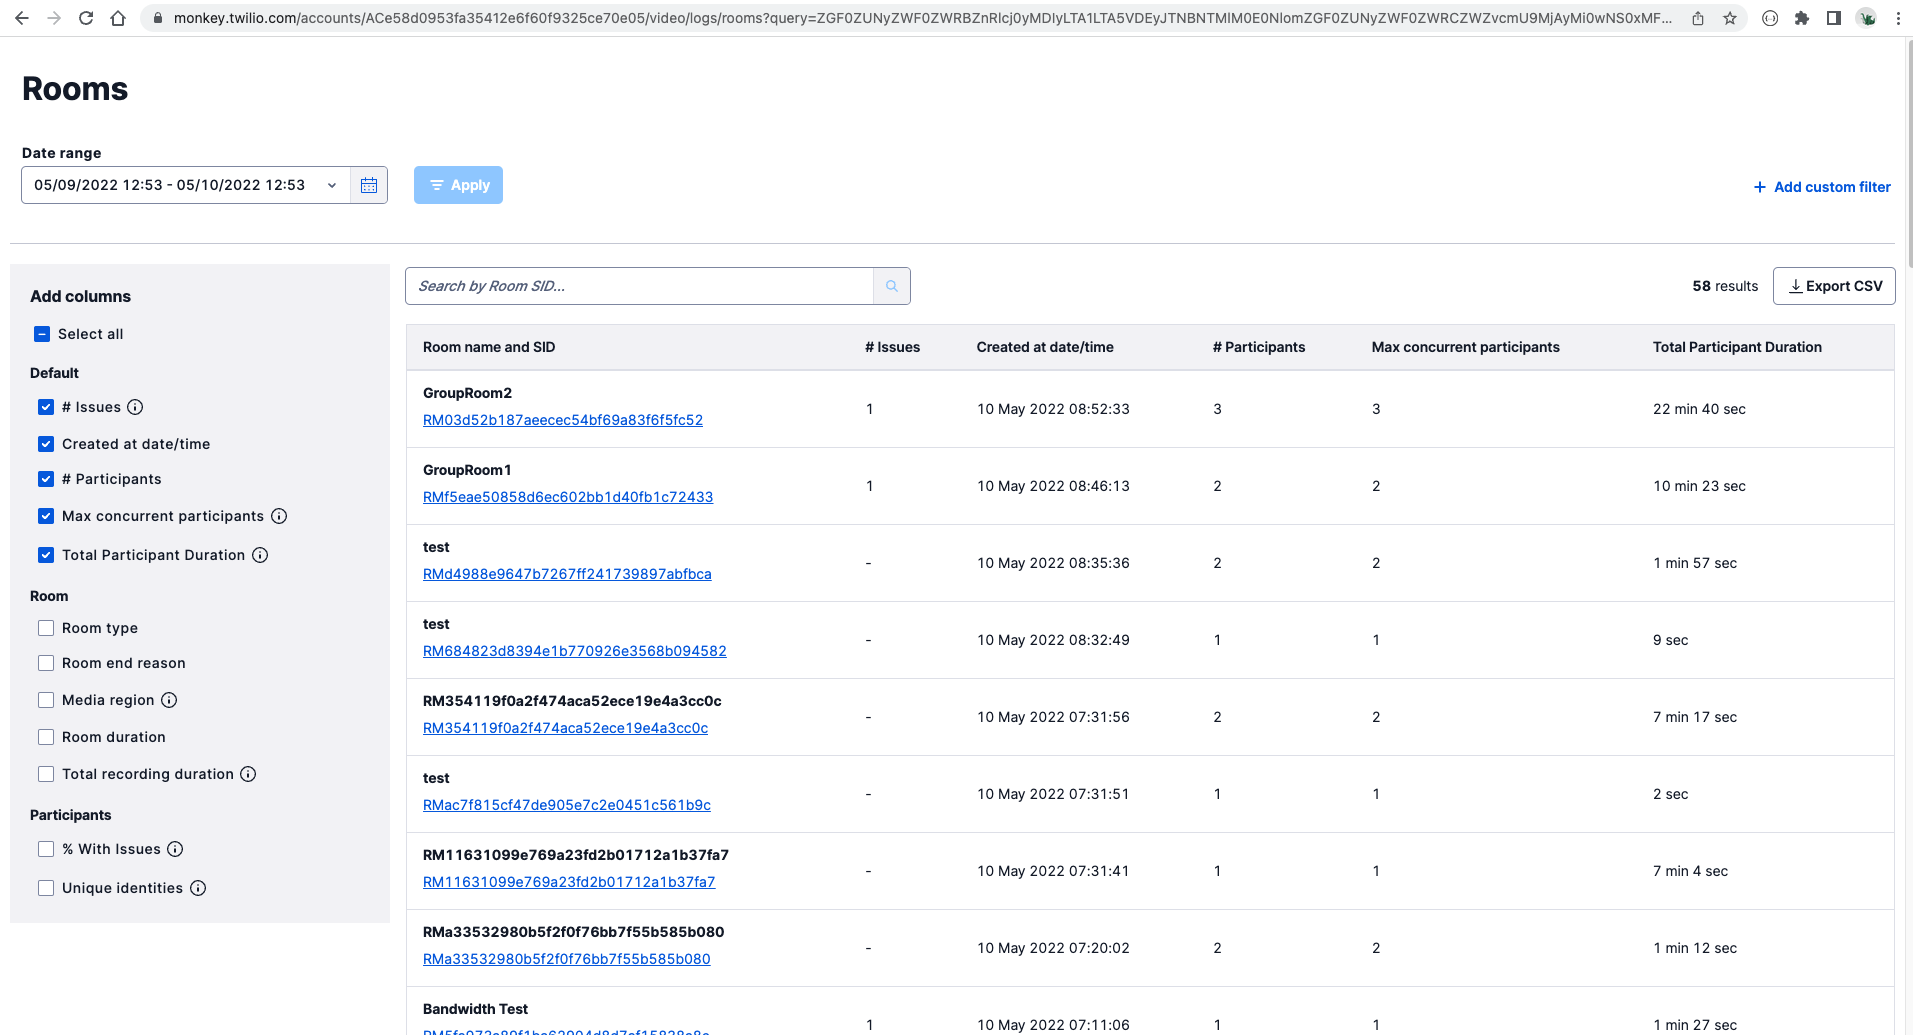 monkey.twilio.com/accounts/ACe58d0953fa35412e6f60f9325ce70e05/video/logs/rooms?query=ZGF0ZUNyZWF0ZWRBZnRlcj0yMDIyLTA1LTA5VDEyJTNBNTMlM0E0NlomZGF0ZUNyZWF0ZWRCZWZvcmU9MjAyMi0wNS0xMF...
Rooms
Date range
05/09/2022 12:53 - 05/10/2022 12:53
Apply
Add custom filter
Add columns
Select all
Default
# Issues
Created at date/time
# Participants
Max concurrent participants
Total Participant Duration
Room
Room type
Room end reason
Media region
Room duration
Total recording duration
Participants
% With Issues
Unique identities
Search by Room SID...
58 results
Export CSV
Room name and SID # Issues Created at date/time # Participants Max concurrent participants Total Participant Duration
GroupRoom2
RM03d52b187aeecec54bf69a83f6f5fc52 1 10 May 2022 08:52:33 3 3 22 min 40 sec
GroupRoom1
RMf5eae50858d6ec602bb1d40fb1c72433 1 10 May 2022 08:46:13 2 2 10 min 23 sec
test
RMd4988e9647b7267ff241739897abfbca - 10 May 2022 08:35:36 2 2 1 min 57 sec
test
RM684823d8394e1b770926e3568b094582 - 10 May 2022 08:32:49 1 1 9 sec
RM354119f0a2f474aca52ece19e4a3cc0c
RM354119f0a2f474aca52ece19e4a3cc0c - 10 May 2022 07:31:56 2 2 7 min 17 sec
test
RMac7f815cf47de905e7c2e0451c561b9c - 10 May 2022 07:31:51 1 1 2 sec
RM11631099e769a23fd2b01712a1b37fa7
RM11631099e769a23fd2b01712a1b37fa7 - 10 May 2022 07:31:41 1 1 7 min 4 sec
RMa33532980b5f2f0f76bb7f55b585b080
RMa33532980b5f2f0f76bb7f55b585b080 - 10 May 2022 07:20:02 2 2 1 min 12 sec
Bandwidth Test
1 10 May 2022 07:11:06 1 1 1 min 27 sec